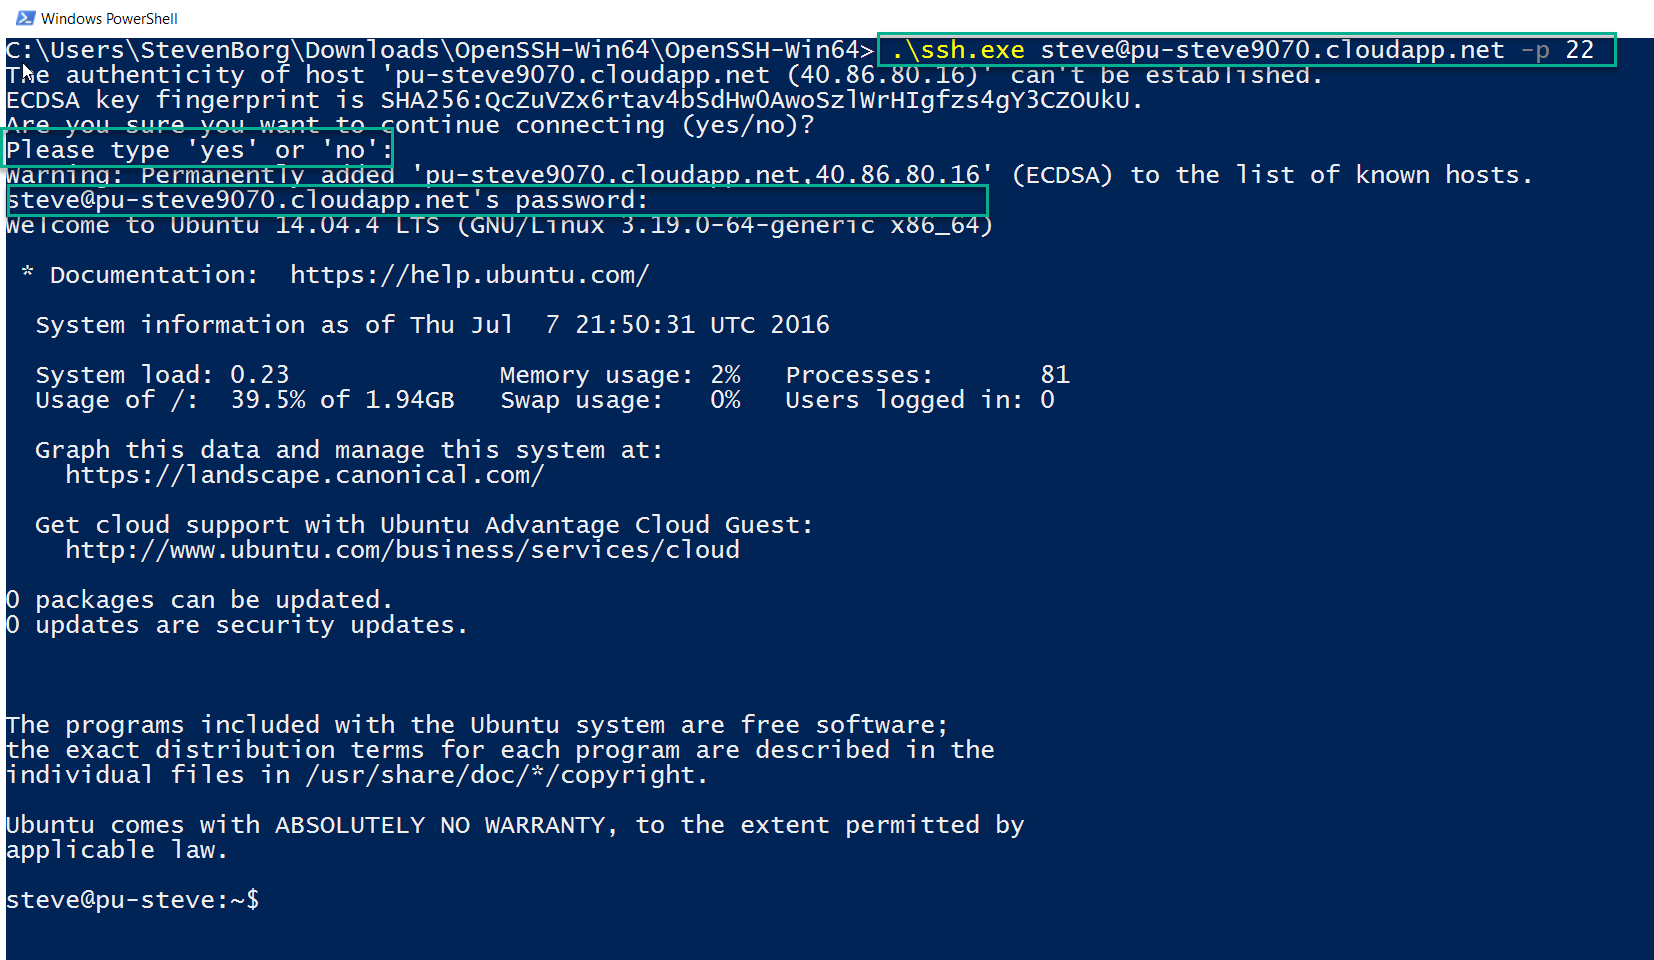 Windows PowerShell
C:\Users\StevenBorg\Downloads\OpenSSH-Win64\OpenSSH-Win64> .\ssh.exe steve@pu-steve9070.cloudapp.net -p 22
The authenticity of host 'pu-steve9070.cloudapp.net (40.86.80.16)' can't be established.
ECDSA key fingerprint is SHA256:QcZuVZx6rtav4bSdHw0AwoSzlWrHIgfzs4gY3CZOUkU.
Are you sure you want to continue connecting (yes/no)?
Please type 'yes' or 'no':
Warning: Permanently added 'pu-steve9070.cloudapp.net,40.86.80.16' (ECDSA) to the list of known hosts.
steve@pu-steve9070.cloudapp.net's password:
Welcome to Ubuntu 14.04.4 LTS (GNU/Linux 3.19.0-64-generic x86_64)
* Documentation:  https://help.ubuntu.com/
System information as of Thu Jul  7 21:50:31 UTC 2016
System load: 0.23              Memory usage: 2%   Processes:       81
Usage of /:  39.5% of 1.94GB   Swap usage:   0%   Users logged in: 0
Graph this data and manage this system at:
https://landscape.canonical.com/
Get cloud support with Ubuntu Advantage Cloud Guest:
http://www.ubuntu.com/business/services/cloud
0 packages can be updated.
0 updates are security updates.
The programs included with the Ubuntu system are free software;
the exact distribution terms for each program are described in the
individual files in /usr/share/doc/*/copyright.
Ubuntu comes with ABSOLUTELY NO WARRANTY, to the extent permitted by
applicable law.
steve@pu-steve:~$